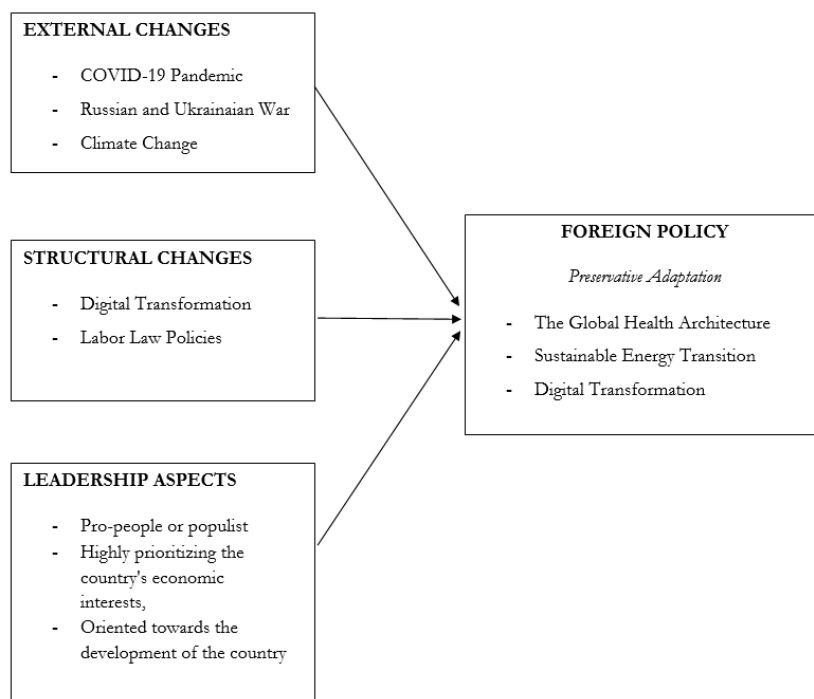 EXTERNAL CHANGES
- COVID-19 Pandemic
- Russian and Ukrainaian War
- Climate Change
STRUCTURAL CHANGES
- Digital Transformation
- Labor Law Policies
LEADERSHIP ASPECTS
- Pro-people or populist
- Highly prioritizing the
country's economic
interests,
- Oriented towards the
development of the country
FOREIGN POLICY
Preservative Adaptation
- The Global Health Architecture
- Sustainable Energy Transition
- Digital Transformation